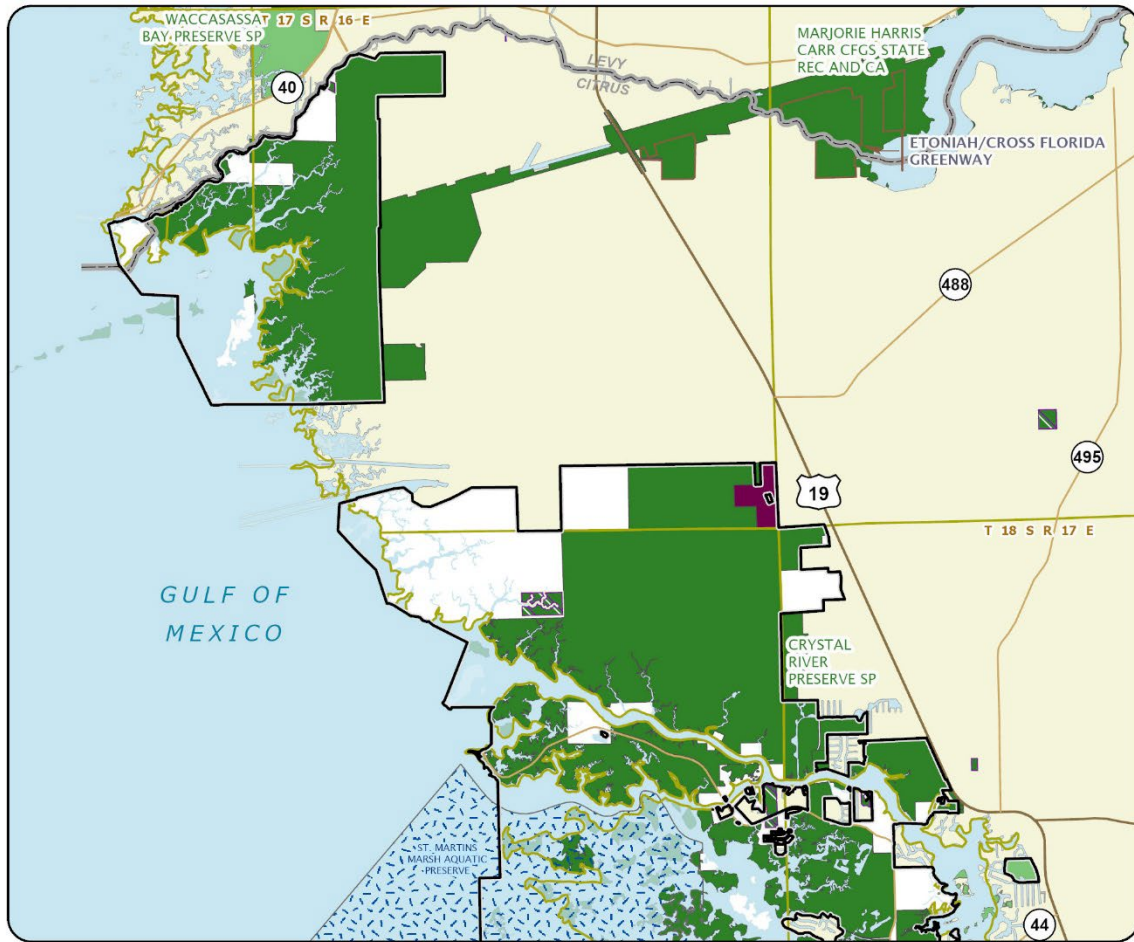 WACCASASSA
BAY PRESERVE SP
T 17 S R 16 E
MARJORIE HARRIS
CARR CFGS STATE
REC AND CA
40
LEVY
CITRUS
ETONIAH/CROSS FLORIDA
GREENWAY
488
495
19
T 18 S R 17 E
GULF OF
MEXICO
CRYSTAL
RIVER
PRESERVE SP
ST. MARTINS
MARSH AQUATIC
PRESERVE
44